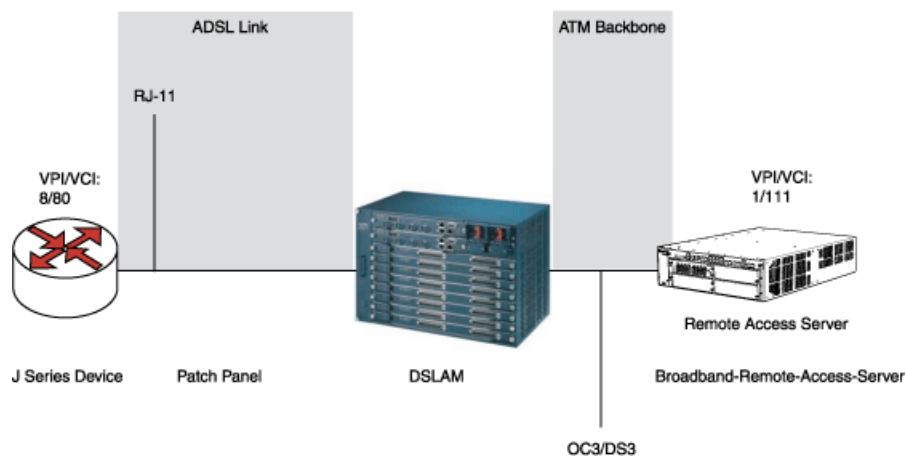 ADSL Link
ATM Backbone
RJ-11
VPI/VCI:
8/80
VPI/VCI:
1/111
Remote Access Server
J Series Device
Patch Panel
DSLAM
Broadband-Remote-Access-Server
OC3/DS3